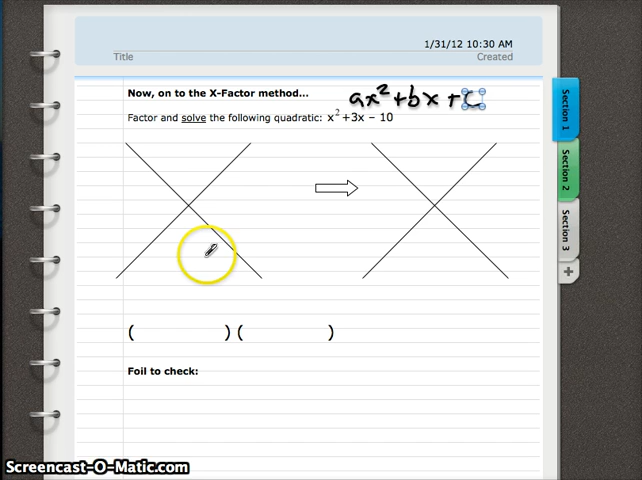 1/31/12 10:30 AM
Title
Created
Now, on to the X-Factor method...
ax² + bx + c
Factor and solve the following quadratic: x² +3x − 10
(     ) (     )
Foil to check:
Section 1
Section 2
Section 3
+
Screencast-O-Matic.com